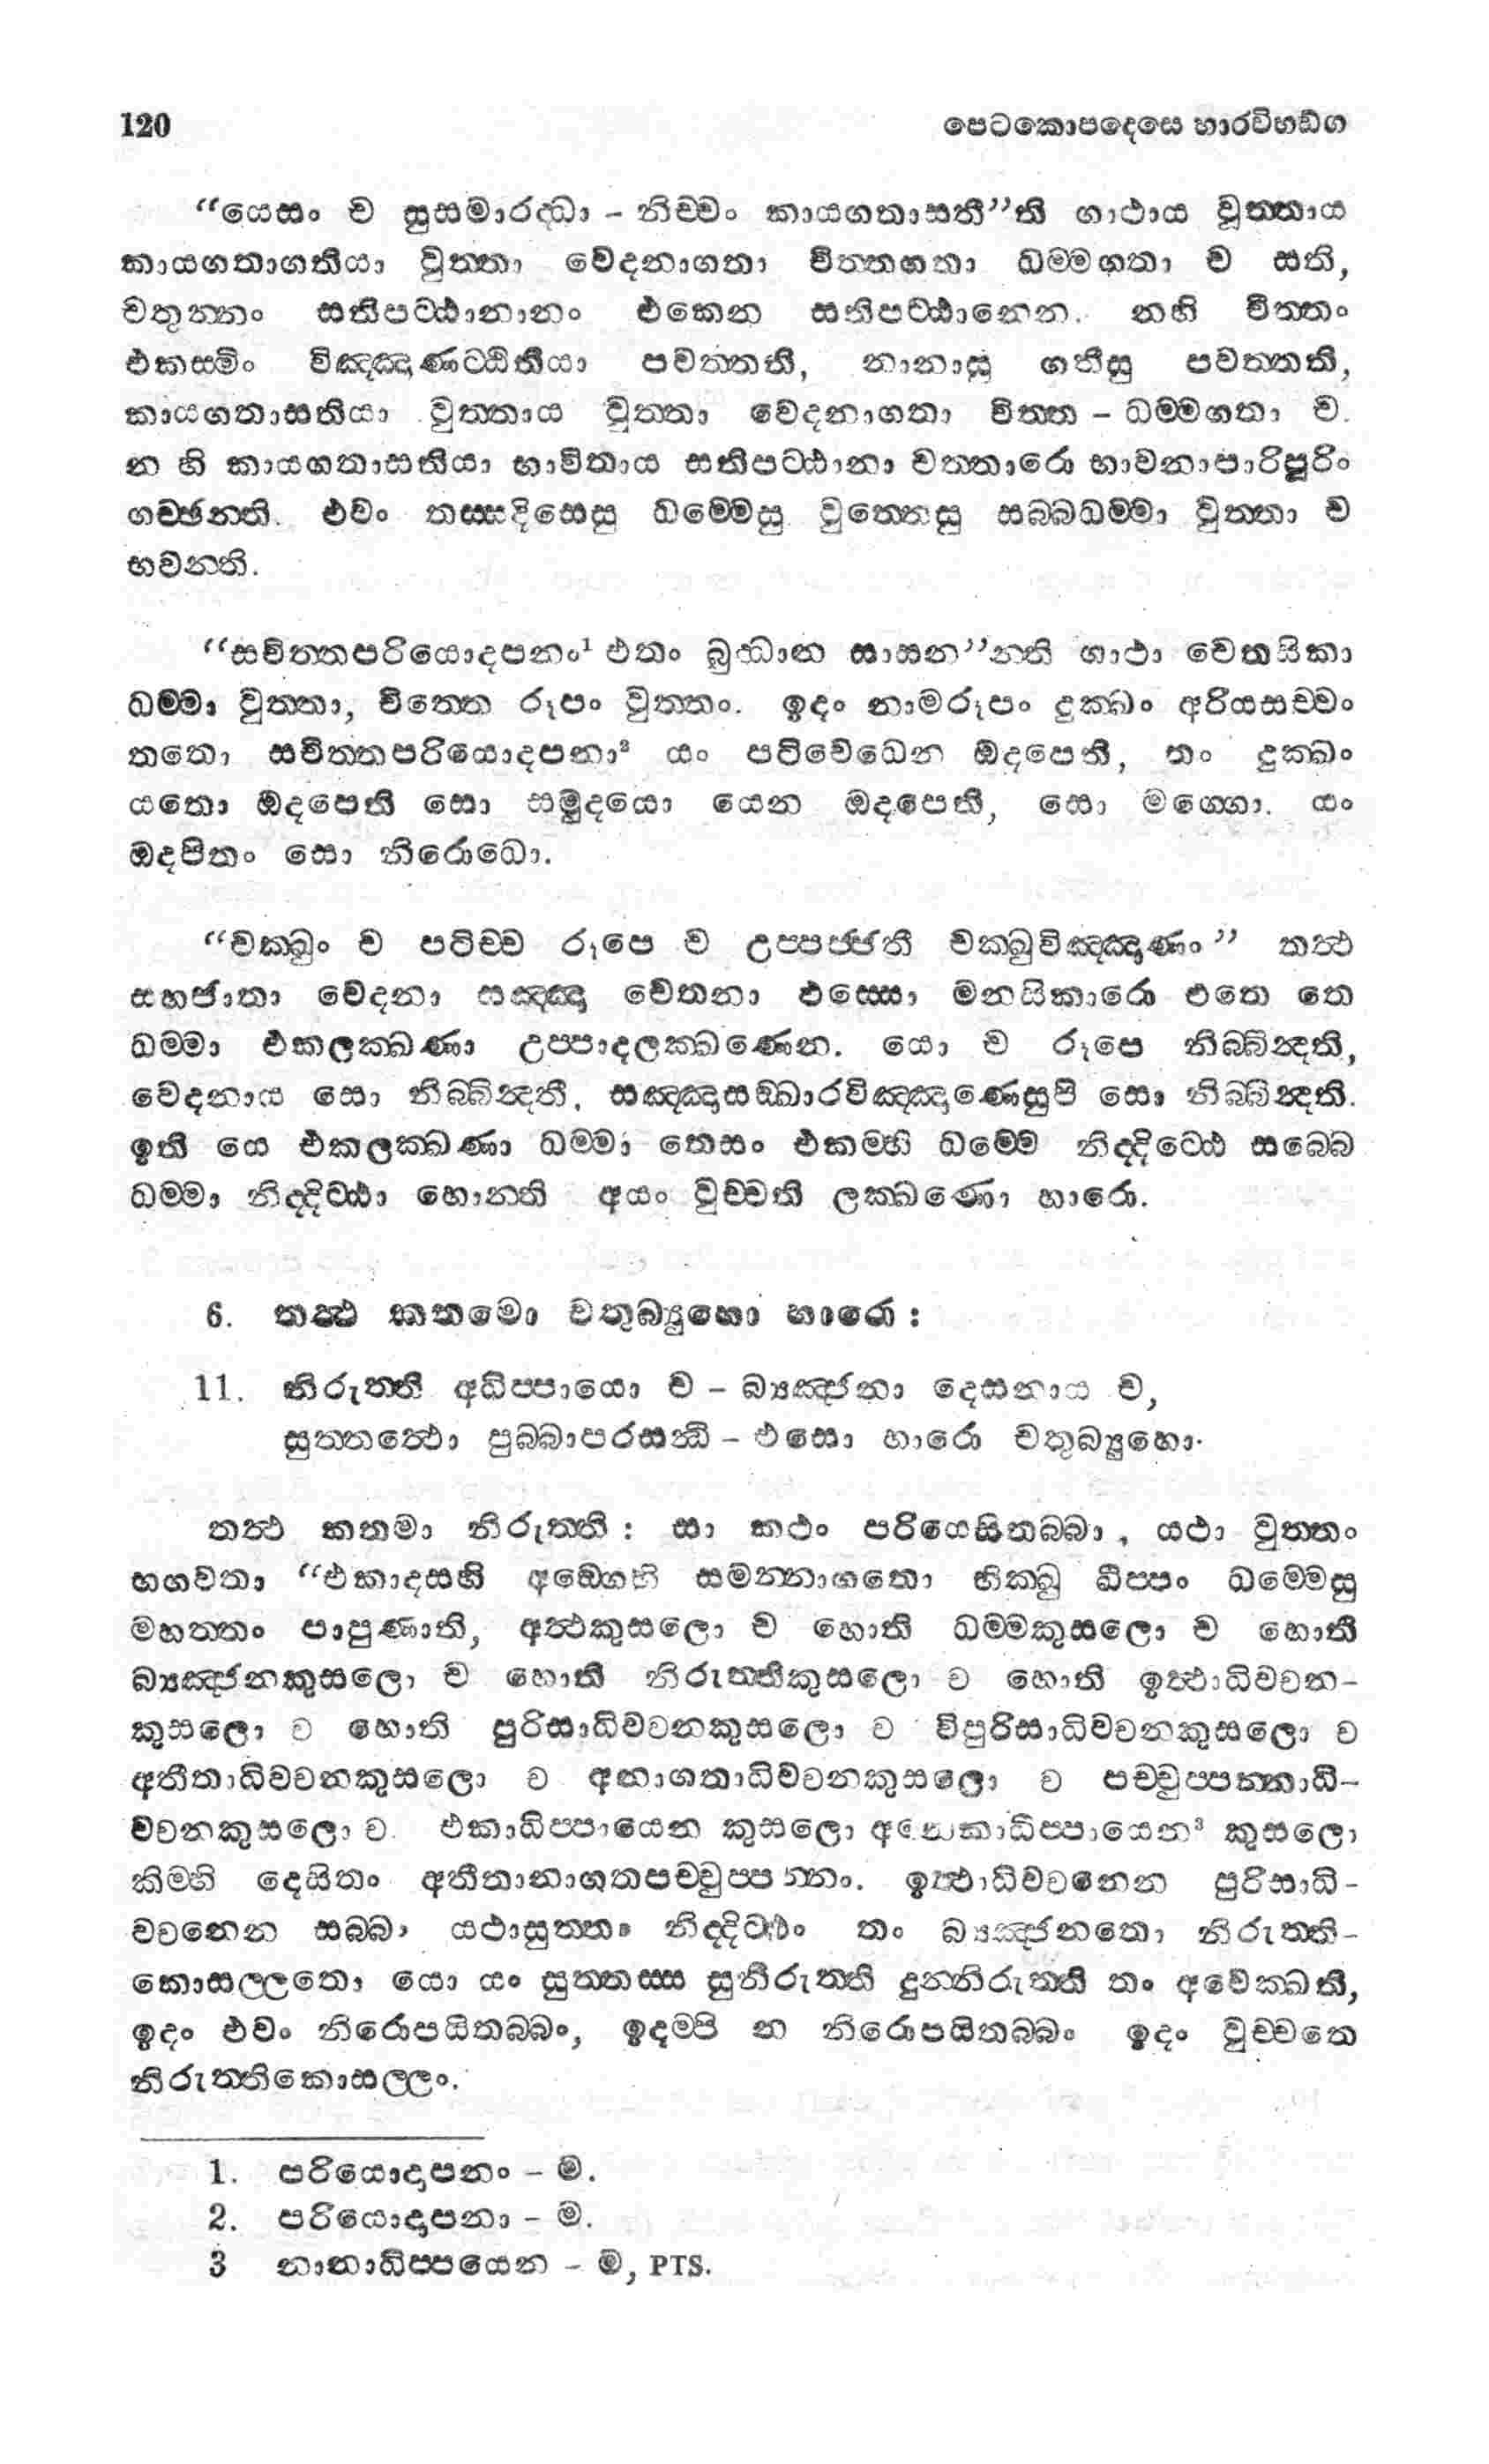 120 පෙටකොපදෙසෙ හාරවිභඞ්ග
“යෙසං ච සුසමාරද්ධා – නිච්චං කායගතාසතී”ති ගාථාය වුත්තාය
කායගතාගතියා වුත්තා වේදනාගතා චිත්තගතා ධම්මගතා ච සති,
චතුන්නං සතිපට්ඨානානං එකෙන සතිපට්ඨානෙන. නහි චිත්තං
එකස්මිං විඤ්ඤාණට්ඨිතියා පවත්තති, නානාසු ගතීසු පවත්තති,
කායගතාසතියා වුත්තාය වුත්තා වෙදනාගතා චිත්ත – ධම්මගතා ච.
න හි කායගතාසතියා භාවිතාය සතිපට්ඨානා චත්තාරො භාවනාපාරිපූරිං
ගච්ඡන්ති. එවං තස්සදිසෙසු ධම්මෙසු වුත්තෙසු සබ්බධම්මා වුත්තා ච
භවන්ති.
“සචිත්තපරියොදපනං¹ එතං බුද්ධාන සාසන”න්ති ගාථා චෙතසිකා
ධම්මා වුත්තා, චිත්තෙ රූපං වුත්තං. ඉදං නාමරූපං දුක්ඛං අරියසච්චං
තතො සචිත්තපරියොදපනා² යං පටිවේධෙන ඔදපෙති, තං දුක්ඛං
යතො ඔදපෙති සො සමුදයො යෙන ඔදපෙති, සො මග්ගො. යං
ඔදපිතං සො නිරොධො.
“චක්ඛුං ච පටිච්ච රූපෙ ච උප්පජ්ජති චක්ඛුවිඤ්ඤාණං” තත්ථ
සහජාතා වේදනා සඤ්ඤා චේතනා ඵස්සො මනසිකාරො එතෙ තෙ
ධම්මා එකලක්ඛණා උප්පාදලක්ඛණෙන. යො ච රූපෙ නිබ්බින්දති,
වෙදනාය සො නිබ්බින්දති, සඤ්ඤාසඞ්ඛාරවිඤ්ඤාණෙසුපි සො නිබ්බින්දති.
ඉති යෙ එකලක්ඛණා ධම්මා තෙසං එකම්හි ධම්මෙ නිද්දිට්ඨෙ සබ්බෙ
ධම්මා නිද්දිට්ඨා හොන්ති අයං වුච්චති ලක්ඛණො හාරො.
6. තත්ථ කතමො චතුබ්‍යුහො හාරො :
11. නිරුත්ති අධිප්පායො ච – බ්‍යඤ්ජනා දෙසනාය ච,
සුත්තත්ථො පුබ්බාපරසන්ධි – එසො හාරො චතුබ්‍යුහො.
තත්ථ කතමා නිරුත්ති : සා කථං පරියෙසිතබ්බා, යථා වුත්තං
භගවතා “එකාදසහි අඞ්ගෙහි සමන්නාගතො භික්ඛු ඛිප්පං ධම්මෙසු
මහත්තං පාපුණාති, අත්ථකුසලො ච හොති ධම්මකුසලො ච හොති
බ්‍යඤ්ජනකුසලො ච හොති නිරුත්තිකුසලො ච හොති ඉත්ථාධිවචන–
කුසලො ච හොති පුරිසාධිවචනකුසලො ච විපුරිසාධිවචනකුසලො ච
අතීතාධිවචනකුසලො ච අනාගතාධිවචනකුසලො ච පච්චුප්පන්නාධි–
වචනකුසලො ච. එකාධිප්පායෙන කුසලො අනෙකාධිප්පායෙන³ කුසලො
කිම්හි දෙසිතං අතීතානාගතපච්චුප්පන්නං. ඉත්ථාධිවචනෙන පුරිසාධි–
වචනෙන සබ්බං යථාසුත්තං නිද්දිට්ඨං තං බ්‍යඤ්ජනතො නිරුත්ති–
කොසල්ලතො යො යං සුත්තස්ස සුනිරුත්ති දුන්නිරුත්ති තං අවේක්ඛති,
ඉදං එවං නිරොපයිතබ්බං, ඉදම්පි න නිරොපයිතබ්බං ඉදං වුච්චතෙ
නිරුත්තිකොසල්ලං.
1. පරියොදාපනං – ම.
2. පරියොදාපනා – ම.
3 නානාධිප්පයෙන – ම, PTS.